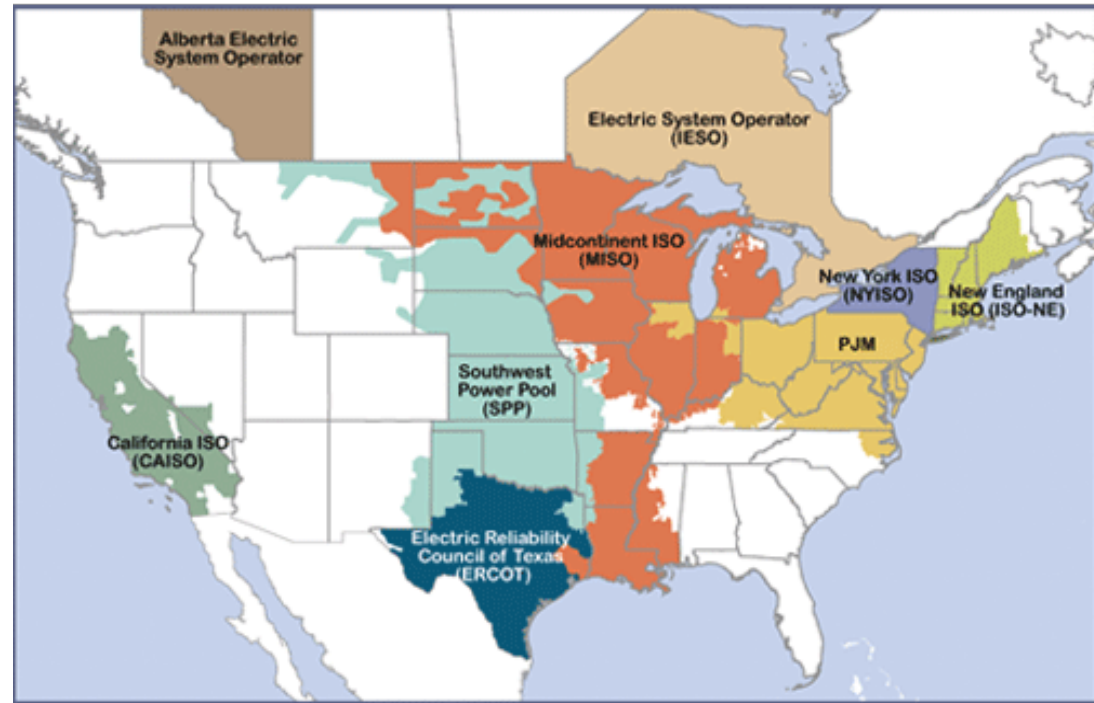 Alberta Electric
System Operator
Electric System Operator
(IESO)
Midcontinent ISO
(MISO)
New York ISO
(NYISO)
New England
ISO (ISO-NE)
PJM
Southwest
Power Pool
(SPP)
California ISO
(CAISO)
Electric Reliability
Council of Texas
(ERCOT)